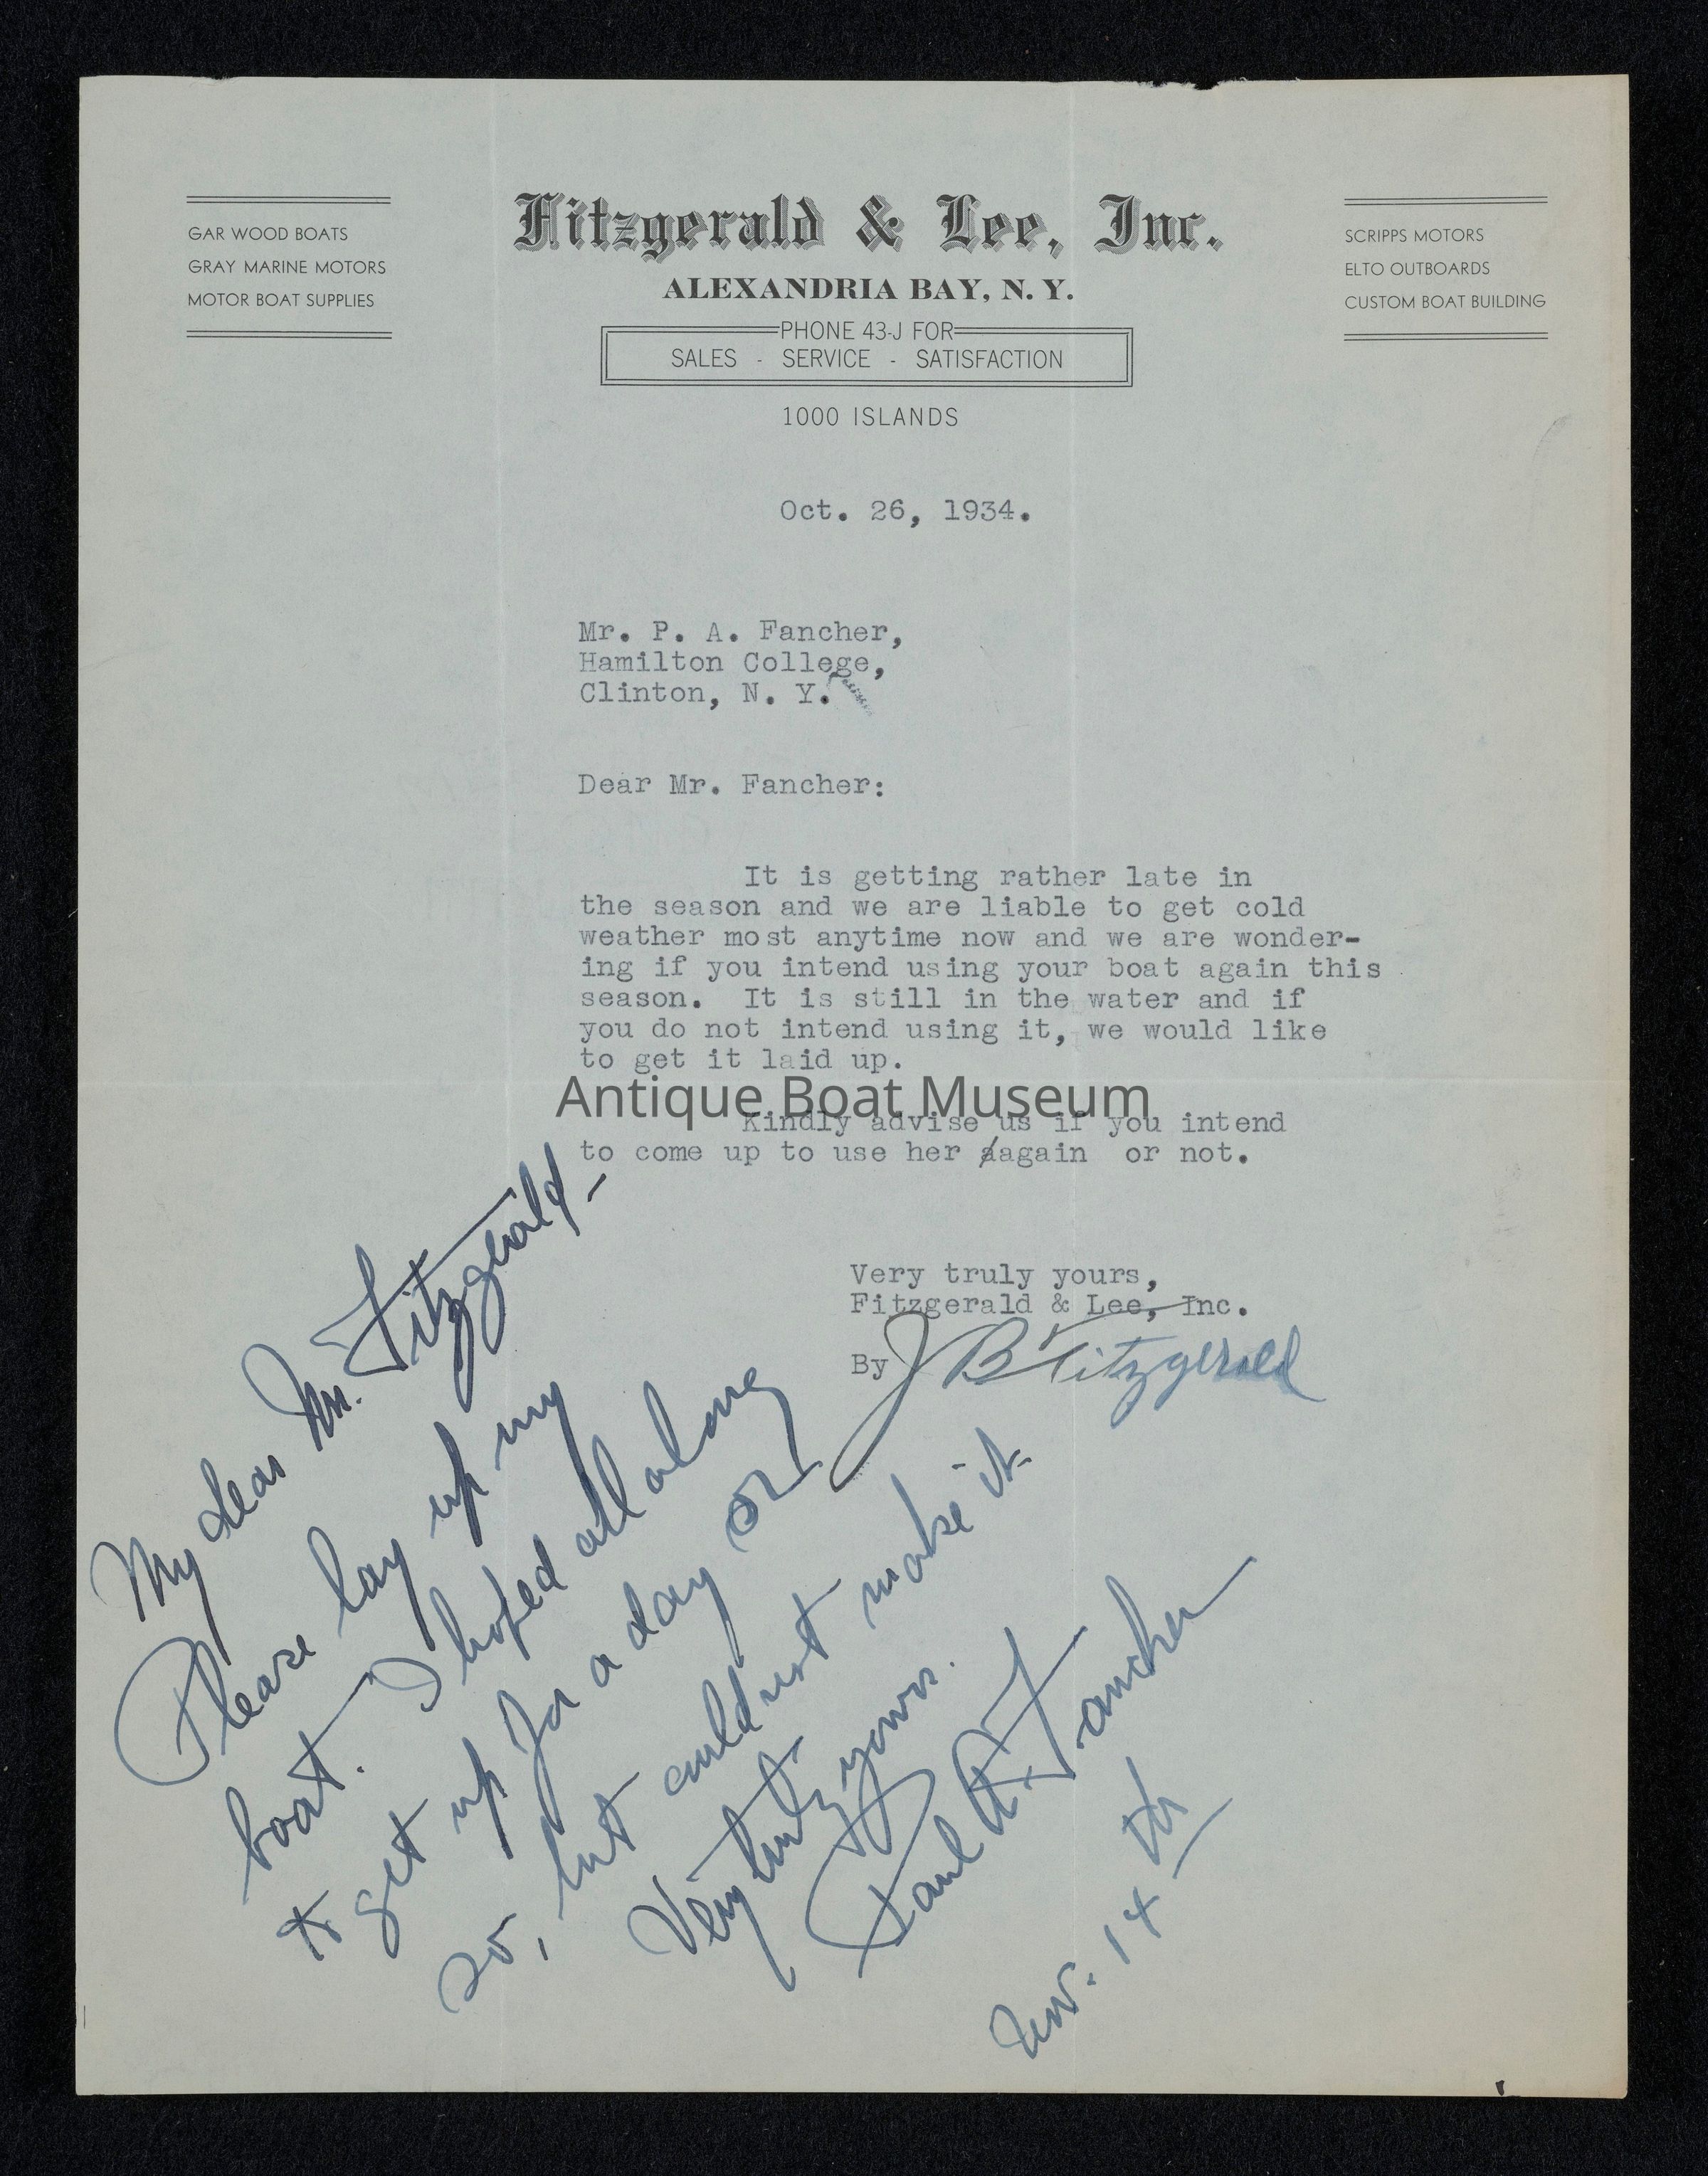 GAR WOOD BOATS
GRAY MARINE MOTORS
MOTOR BOAT SUPPLIES
Fitzgerald & Lee, Inc.
ALEXANDRIA BAY, N. Y.
PHONE 43-J FOR
SALES - SERVICE - SATISFACTION
1000 ISLANDS
SCRIPPS MOTORS
ELTO OUTBOARDS
CUSTOM BOAT BUILDING
Oct. 26, 1934.
Mr. P. A. Fancher,
Hamilton College,
Clinton, N. Y.
Dear Mr. Fancher:
It is getting rather late in
the season and we are liable to get cold
weather most anytime now and we are wonder-
ing if you intend using your boat again this
season. It is still in the water and if
you do not intend using it, we would like
to get it laid up.
Antique Boat Museum
Kindly advise us if you intend
to come up to use her again or not.
Very truly yours,
Fitzgerald & Lee, Inc.
By J B Fitzgerald
My dear Mr. Fitzgerald-
Please lay up my
boat. I hoped all along
to get up for a day or
so, but could not make it.
Very truly yours.
Paul A. Fancher
Nov. 14th